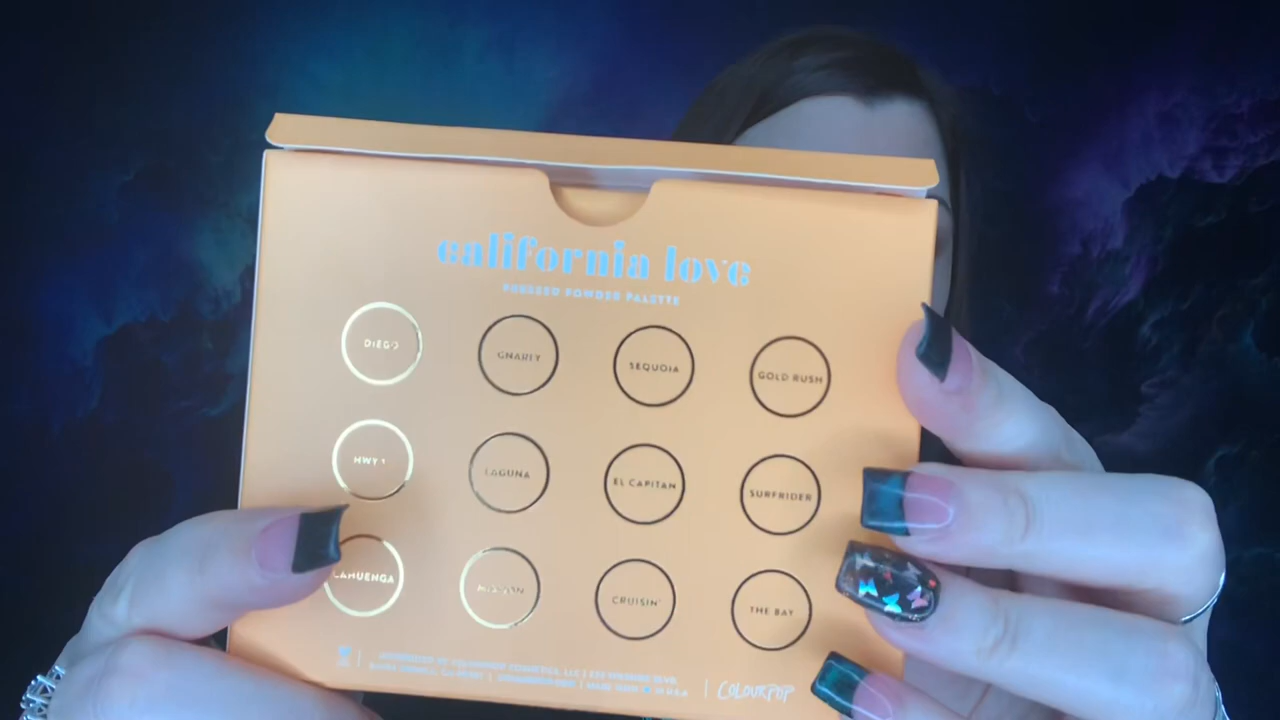 california love
PRESSED POWDER PALETTE
DIEGO GNARLY SEQUOIA GOLD RUSH
HWY 1 LAGUNA EL CAPITAN SURFRIDER
CAHUENGA CRUISIN' THE BAY
COLOURPOP